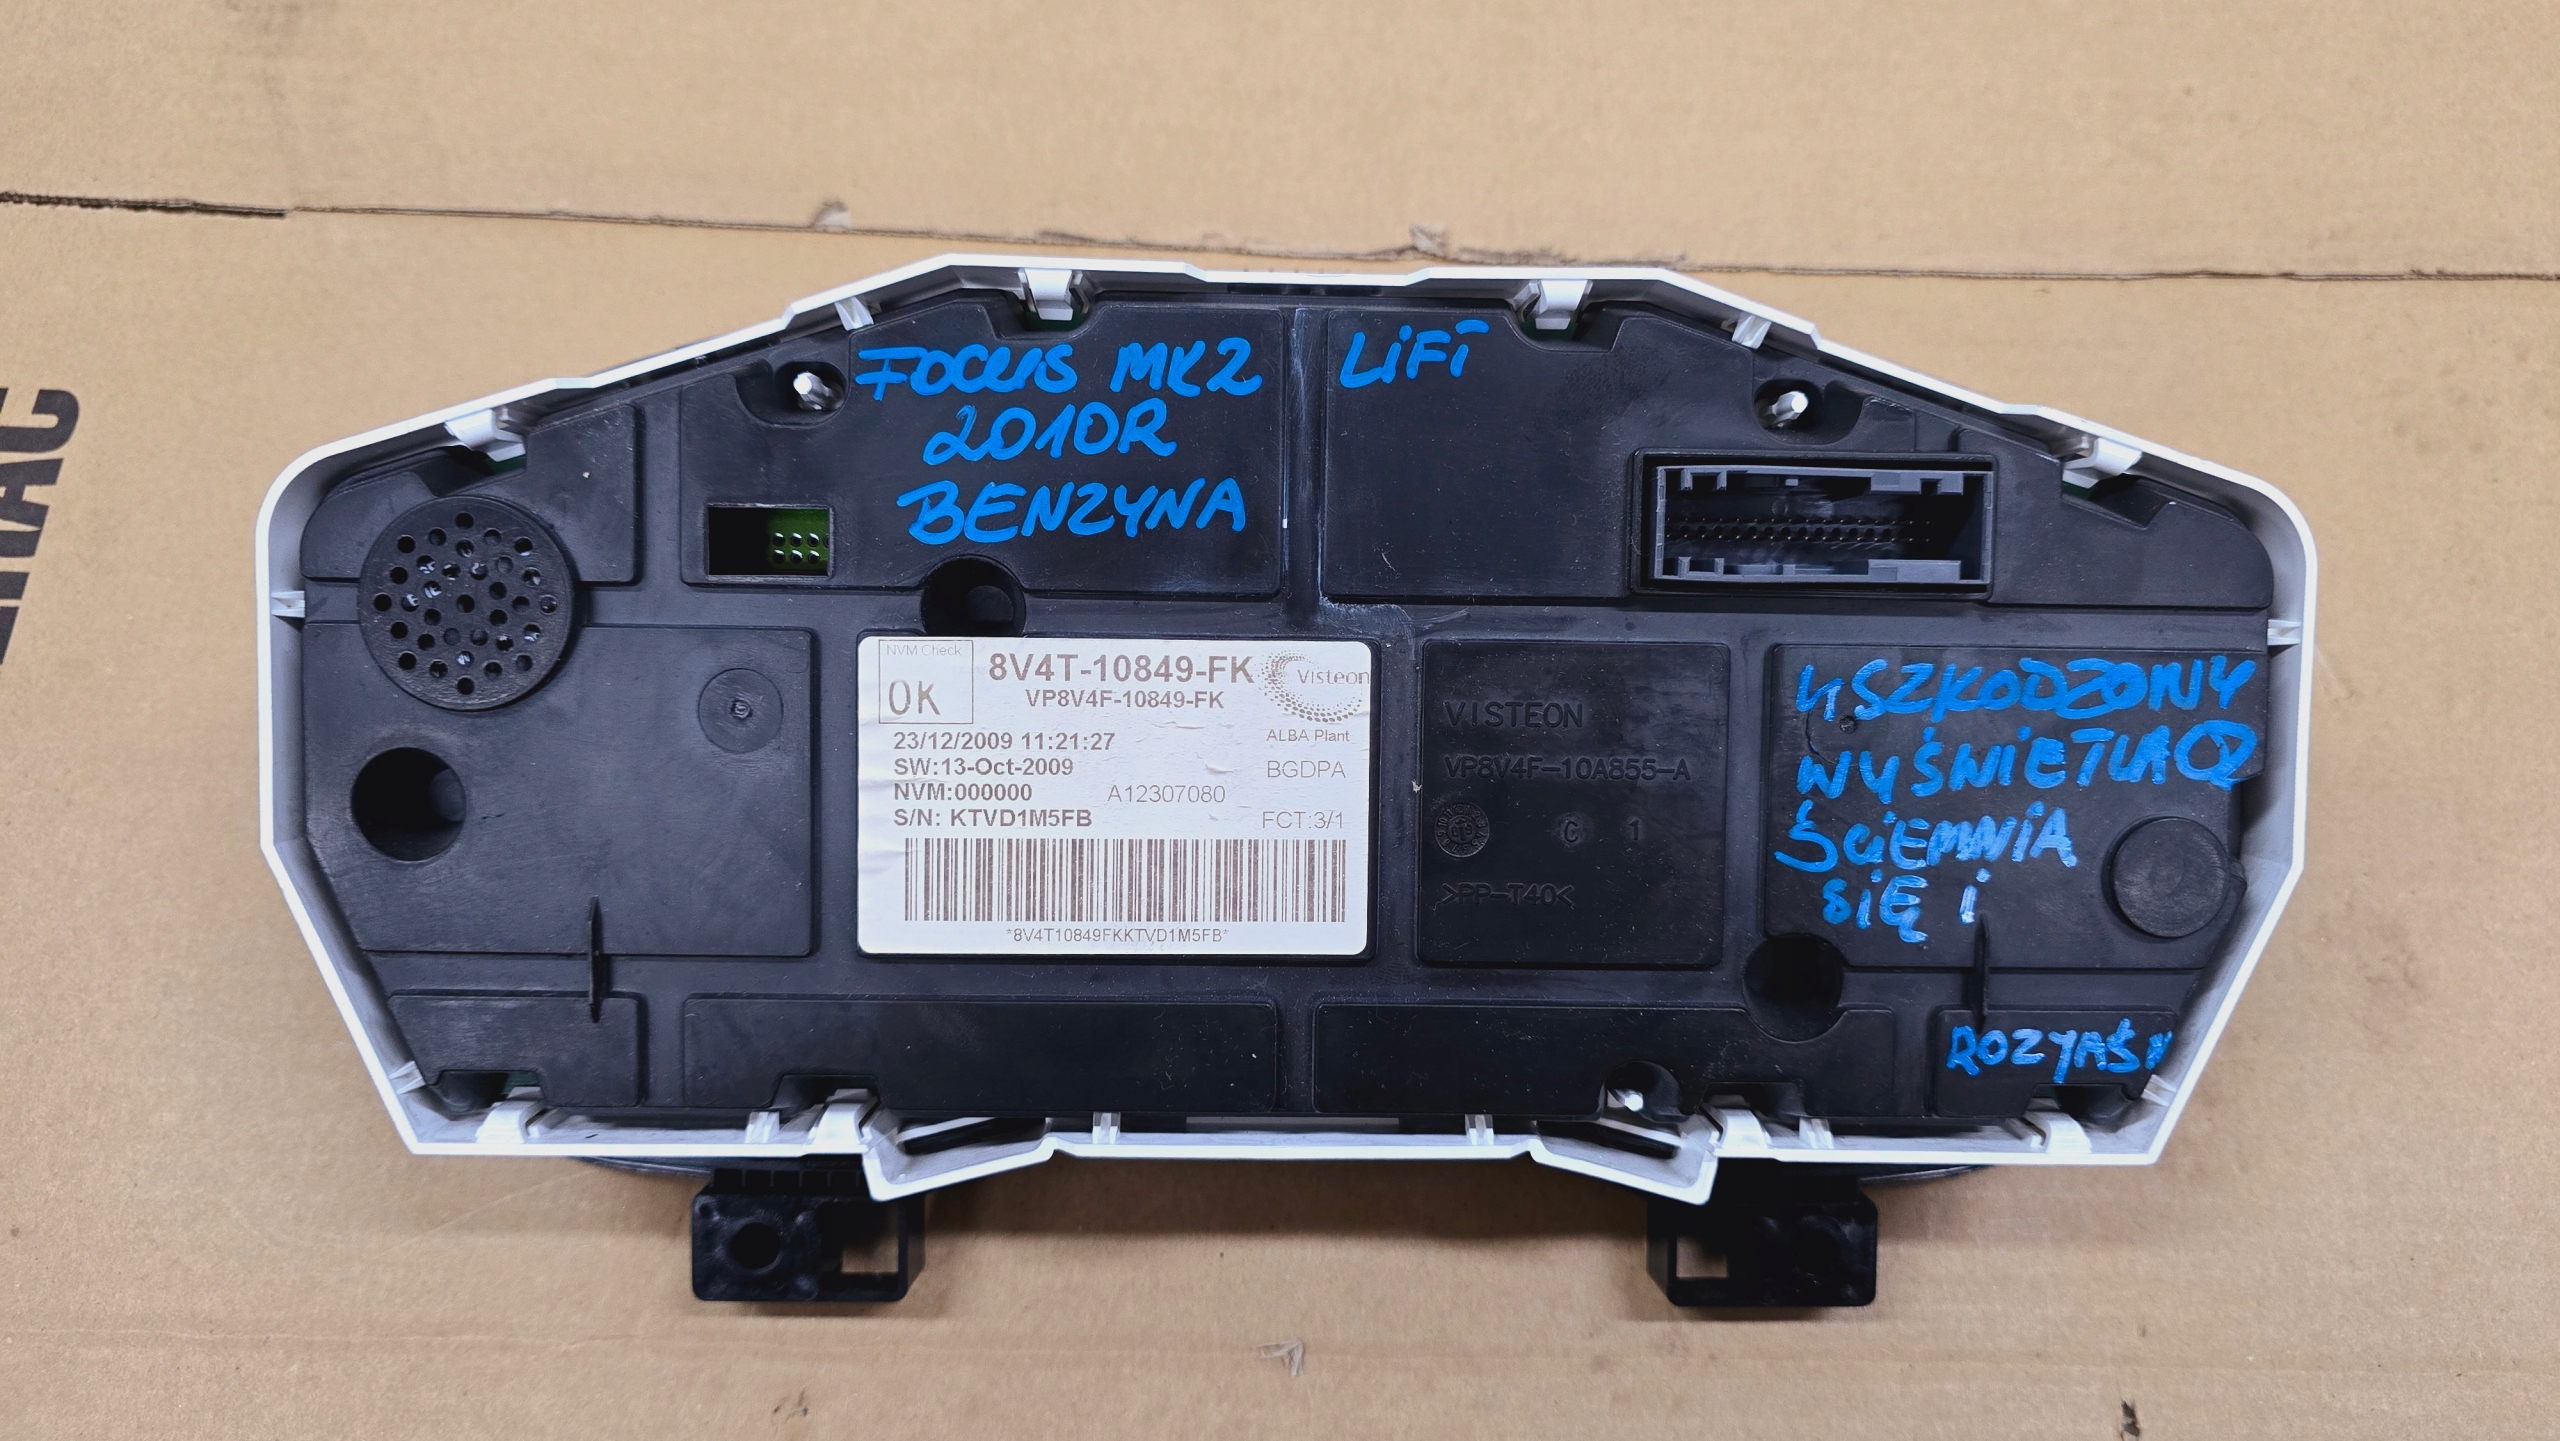 FOCUS MK2
2010R
BENZYNA
LIFT
NVM Check
OK
8V4T-10849-FK
VP8V4F-10849-FK
Visteon
23/12/2009 11:21:27
ALBA Plant
SW:13-Oct-2009
BGDPA
NVM:000000
A12307080
S/N: KTVD1M5FB
FCT:3/1
*8V4T10849FKKTVD1M5FB*
VISTEON
VP8V4F-10A855-A
C 1
>PP-T40<
USZKODZONY
WYŚWIETLACZ
ŚCIEMNIA
SIĘ I